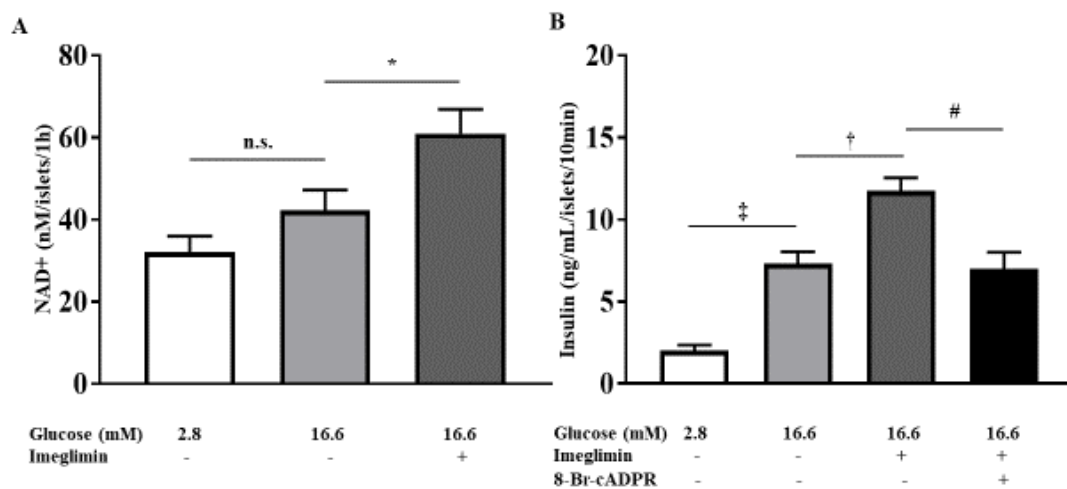 A
NAD+ (nM/islets/1h)
80
60
40
20
0
n.s.
*
Glucose (mM) 2.8 16.6 16.6
Imeglimin - - +
B
Insulin (ng/mL/islets/10min)
20
15
10
5
0
‡
†
#
Glucose (mM) 2.8 16.6 16.6 16.6
Imeglimin - - + +
8-Br-cADPR - - - +